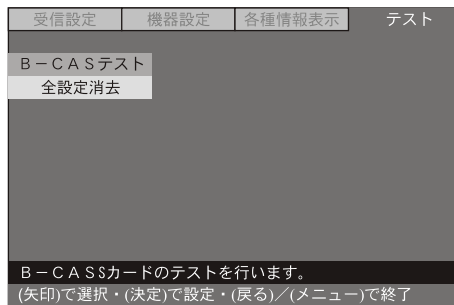 受信設定 機器設定 各種情報表示 テスト
B－CASテスト
全設定消去
B－CASSカードのテストを行います。
(矢印)で選択・(決定)で設定・(戻る)／(メニュー)で終了